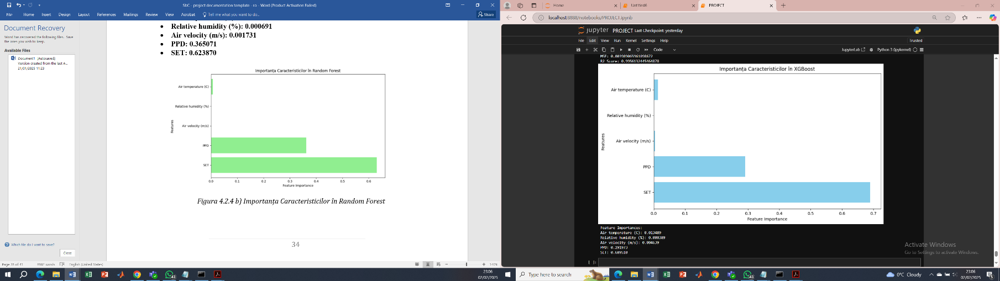 SbC - project documentation template - ro - Word (Product Activation Failed)
File Home Insert Design Layout References Mailings Review View Acrobat Tell me what you want to do... Share
Document Recovery
Word has recovered the following files. Save
the ones you wish to keep.
Available Files
Document1 [Autosaved]
Version created from the last A...
21/01/2025 11:23
Which file do I want to save?
Close
• Relative humidity (%): 0.000691
• Air velocity (m/s): 0.001731
• PPD: 0.365071
• SET: 0.623870
Importanța Caracteristicilor în Random Forest
Air temperature (C)
Relative humidity (%)
Air velocity (m/s)
PPD
SET
Features
0.0 0.1 0.2 0.3 0.4 0.5 0.6
Feature Importance
Figura 4.2.4 b) Importanța Caracteristicilor în Random Forest
34
Page 35 of 41 6582 words English (United States) 140%
43
23:06
02/02/2025
Home Untitled6 PROJECT
localhost:8888/notebooks/PROJECT.ipynb
jupyter PROJECT Last Checkpoint: yesterday
File Edit View Run Kernel Settings Help Trusted
Code JupyterLab Python 3 (ipykernel)
MSE: 0.003989065961898672
R2 Score: 0.9956132445464878
Importanța Caracteristicilor în XGBoost
Air temperature (C)
Relative humidity (%)
Air velocity (m/s)
PPD
SET
Features
0.0 0.1 0.2 0.3 0.4 0.5 0.6 0.7
Feature Importance
Feature Importances:
Air temperature (C): 0.013489
Relative humidity (%): 0.000389
Air velocity (m/s): 0.004639
PPD: 0.291973
SET: 0.689510
[ ]:
Activate Windows
Go to Settings to activate Windows.
Type here to search
43
0°C Cloudy
23:06
02/02/2025
5